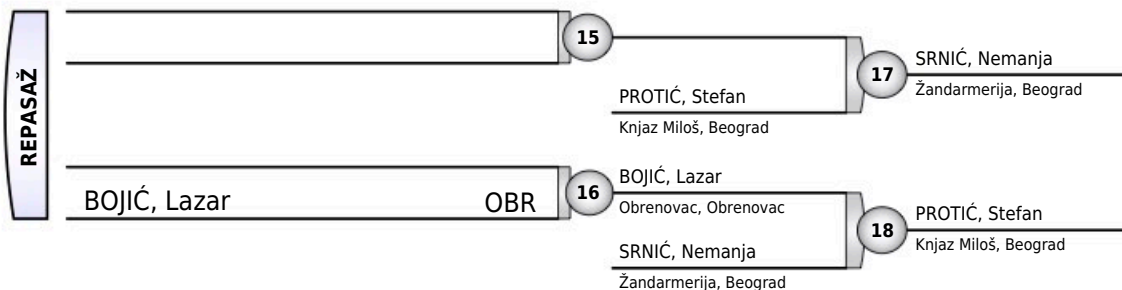 REPASAŽ
15
PROTIĆ, Stefan
Knjaz Miloš, Beograd
17
SRNIĆ, Nemanja
Žandarmerija, Beograd
BOJIĆ, Lazar OBR
16
BOJIĆ, Lazar
Obrenovac, Obrenovac
SRNIĆ, Nemanja
Žandarmerija, Beograd
18
PROTIĆ, Stefan
Knjaz Miloš, Beograd